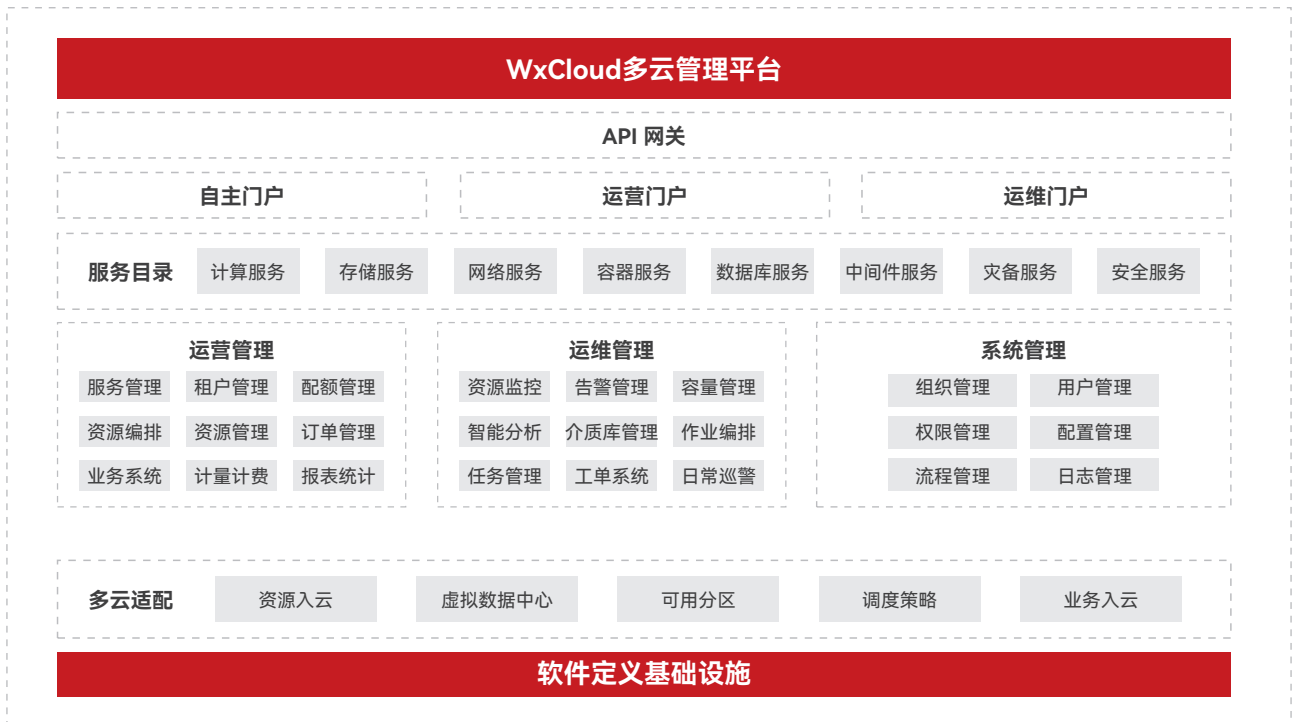 WxCloud多云管理平台
API 网关
自主门户 运营门户 运维门户
服务目录 计算服务 存储服务 网络服务 容器服务 数据库服务 中间件服务 灾备服务 安全服务
运营管理
服务管理 租户管理 配额管理
资源编排 资源管理 订单管理
业务系统 计量计费 报表统计
运维管理
资源监控 告警管理 容量管理
智能分析 介质库管理 作业编排
任务管理 工单系统 日常巡警
系统管理
组织管理 用户管理
权限管理 配置管理
流程管理 日志管理
多云适配 资源入云 虚拟数据中心 可用分区 调度策略 业务入云
软件定义基础设施